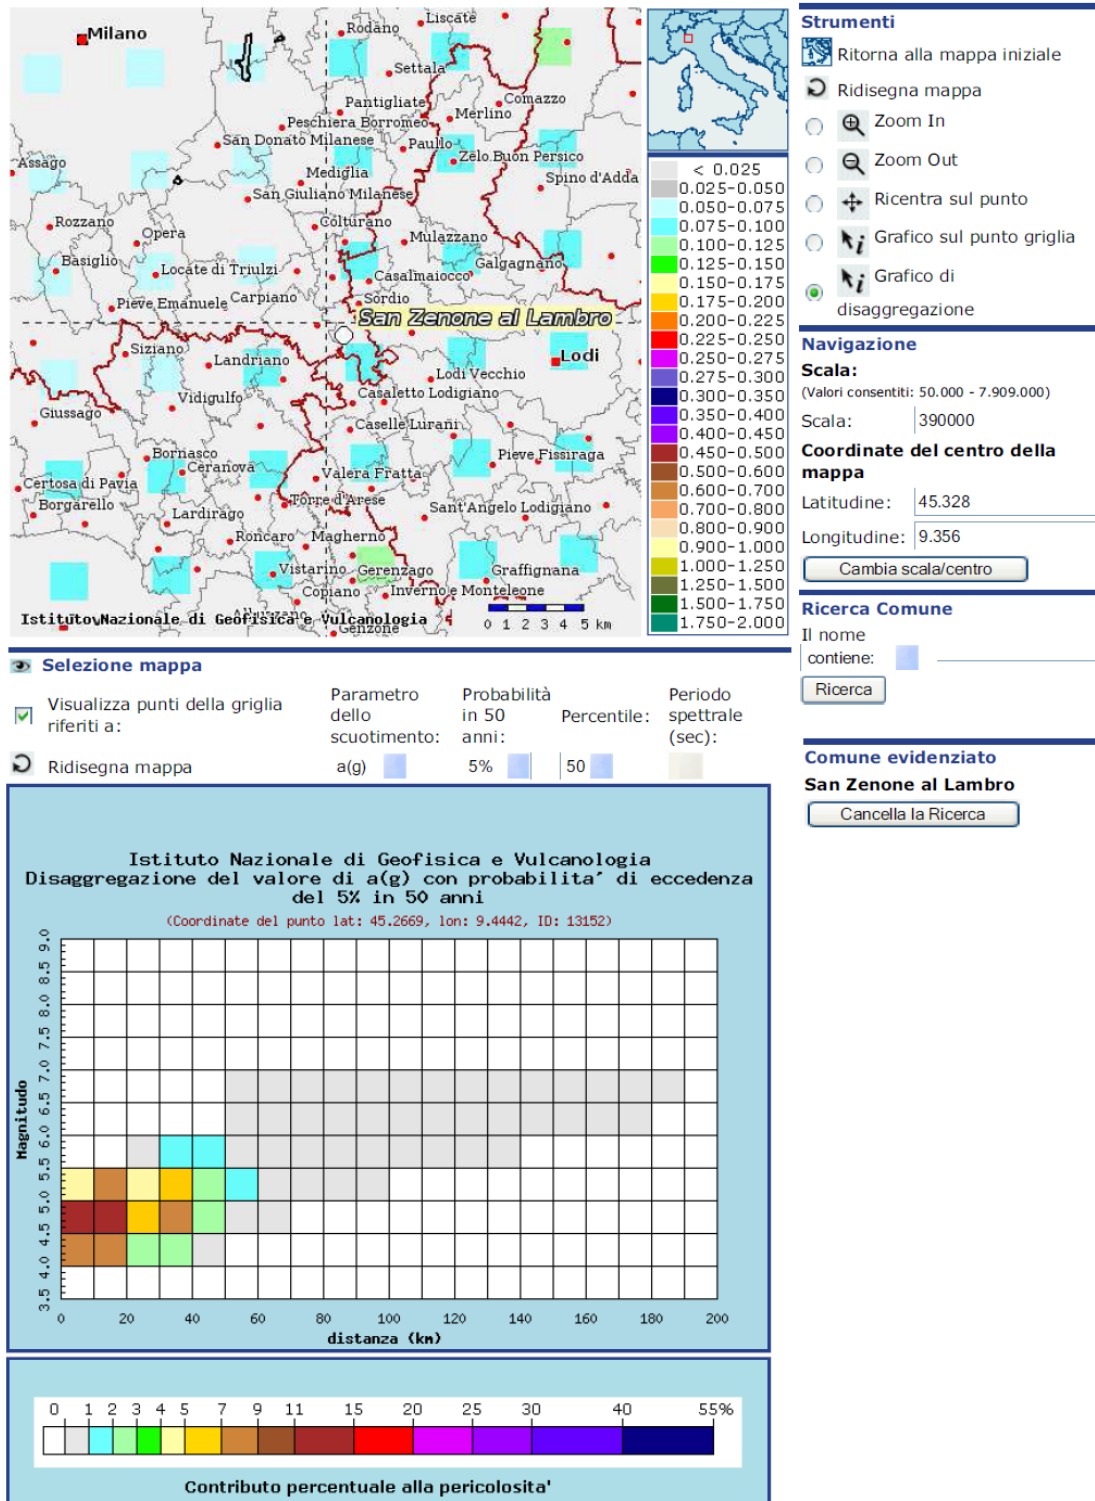 Milano
Liscate
Rodano
Settala
Pantigliate
Comazzo
Merlino
Peschiera Borromeo
San Donato Milanese
Paullo
Assago
Mediglia
Zelo Buon Persico
Spino d'Adda
San Giuliano Milanese
Rozzano
Opera
Colturano
Mulazzano
Basiglio
Locate di Triulzi
Casalmaiocco
Galgagnano
Pieve Emanuele
Carpiano
Sordio
San Zenone al Lambro
Siziano
Landriano
Lodi
Lodi Vecchio
Vidigulfo
Casaletto Lodigiano
Giussago
Caselle Lurani
Bornasco
Ceranova
Valera Fratta
Pieve Fissiraga
Certosa di Pavia
Torre d'Arese
Borgarello
Lardirago
Sant'Angelo Lodigiano
Roncaro
Magherno
Vistarino
Gerenzago
Graffignana
Copiano
Inverno e Monteleone
Istituto Nazionale di Geofisica e Vulcanologia
Genzone
0 1 2 3 4 5 km
< 0.025
0.025-0.050
0.050-0.075
0.075-0.100
0.100-0.125
0.125-0.150
0.150-0.175
0.175-0.200
0.200-0.225
0.225-0.250
0.250-0.275
0.275-0.300
0.300-0.350
0.350-0.400
0.400-0.450
0.450-0.500
0.500-0.600
0.600-0.700
0.700-0.800
0.800-0.900
0.900-1.000
1.000-1.250
1.250-1.500
1.500-1.750
1.750-2.000
Strumenti
Ritorna alla mappa iniziale
Ridisegna mappa
Zoom In
Zoom Out
Ricentra sul punto
Grafico sul punto griglia
Grafico di
disaggregazione
Navigazione
Scala:
(Valori consentiti: 50.000 - 7.909.000)
Scala: 390000
Coordinate del centro della
mappa
Latitudine: 45.328
Longitudine: 9.356
Cambia scala/centro
Ricerca Comune
Il nome
contiene:
Ricerca
Comune evidenziato
San Zenone al Lambro
Cancella la Ricerca
Selezione mappa
Visualizza punti della griglia
riferiti a:
Parametro
dello
scuotimento:
Probabilità
in 50
anni:
Percentile:
Periodo
spettrale
(sec):
Ridisegna mappa
a(g)
5%
50
Istituto Nazionale di Geofisica e Vulcanologia
Disaggregazione del valore di a(g) con probabilita' di eccedenza
del 5% in 50 anni
(Coordinate del punto lat: 45.2669, lon: 9.4442, ID: 13152)
Magnitudo
9.0
8.5
8.0
7.5
7.0
6.5
6.0
5.5
5.0
4.5
4.0
3.5
0 20 40 60 80 100 120 140 160 180 200
distanza (km)
0 1 2 3 4 5 7 9 11 15 20 25 30 40 55%
Contributo percentuale alla pericolosita'